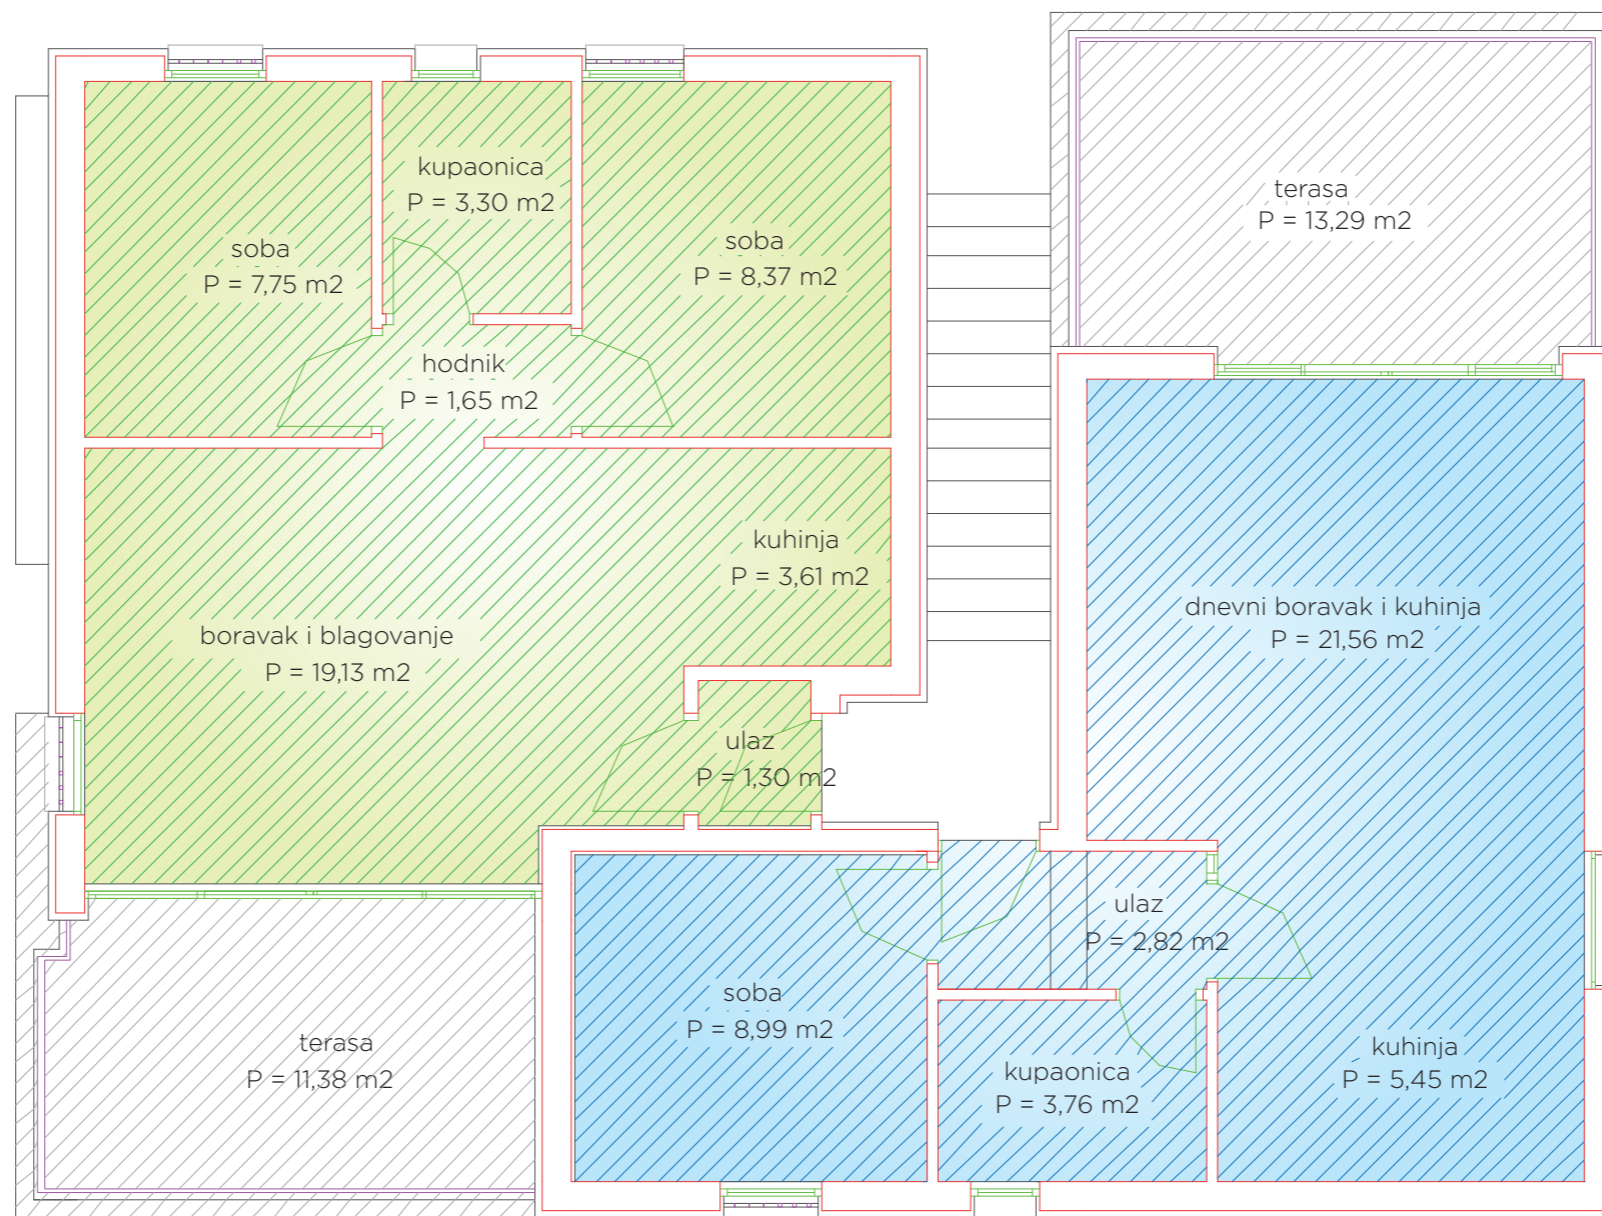 kupaonica
P = 3,30 m2
soba
P = 7,75 m2
soba
P = 8,37 m2
terasa
P = 13,29 m2
hodnik
P = 1,65 m2
kuhinja
P = 3,61 m2
boravak i blagovanje
P = 19,13 m2
dnevni boravak i kuhinja
P = 21,56 m2
ulaz
P = 1,30 m2
ulaz
P = 2,82 m2
soba
P = 8,99 m2
terasa
P = 11,38 m2
kupaonica
P = 3,76 m2
kuhinja
P = 5,45 m2